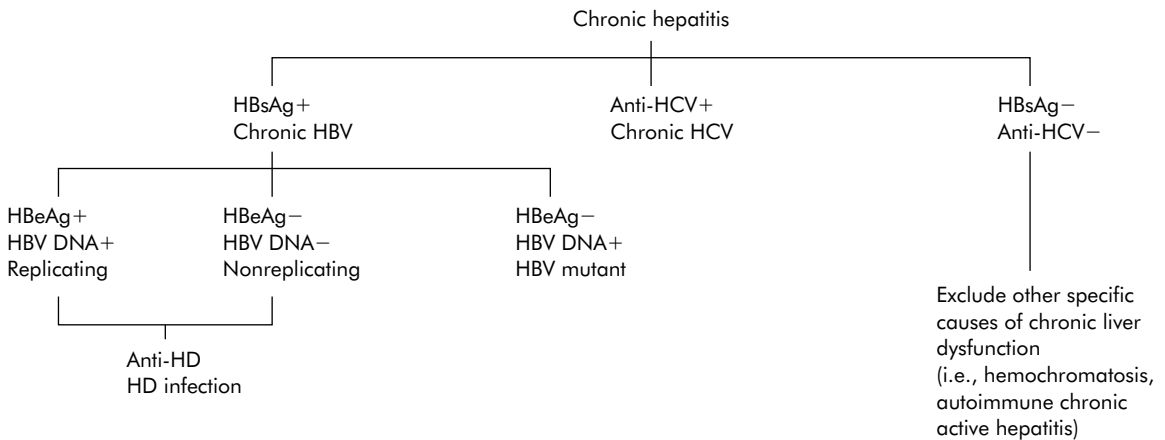 Chronic hepatitis
HBsAg+
Chronic HBV
Anti-HCV+
Chronic HCV
HBsAg−
Anti-HCV−
HBeAg+
HBV DNA+
Replicating
HBeAg−
HBV DNA−
Nonreplicating
HBeAg−
HBV DNA+
HBV mutant
Anti-HD
HD infection
Exclude other specific
causes of chronic liver
dysfunction
(i.e., hemochromatosis,
autoimmune chronic
active hepatitis)